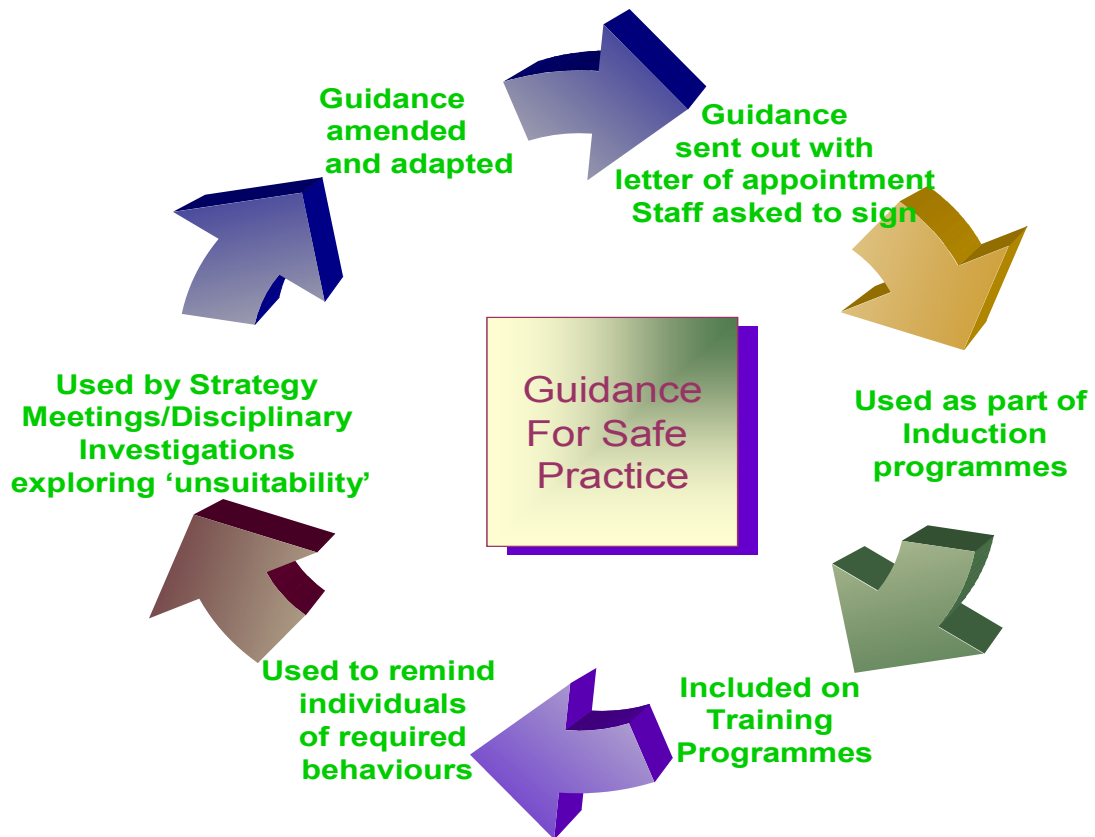 Guidance
amended
and adapted
Guidance
sent out with
letter of appointment
Staff asked to sign
Used as part of
Induction
programmes
Included on
Training
Programmes
Used to remind
individuals
of required
behaviours
Used by Strategy
Meetings/Disciplinary
Investigations
exploring ‘unsuitability’
Guidance
For Safe
Practice